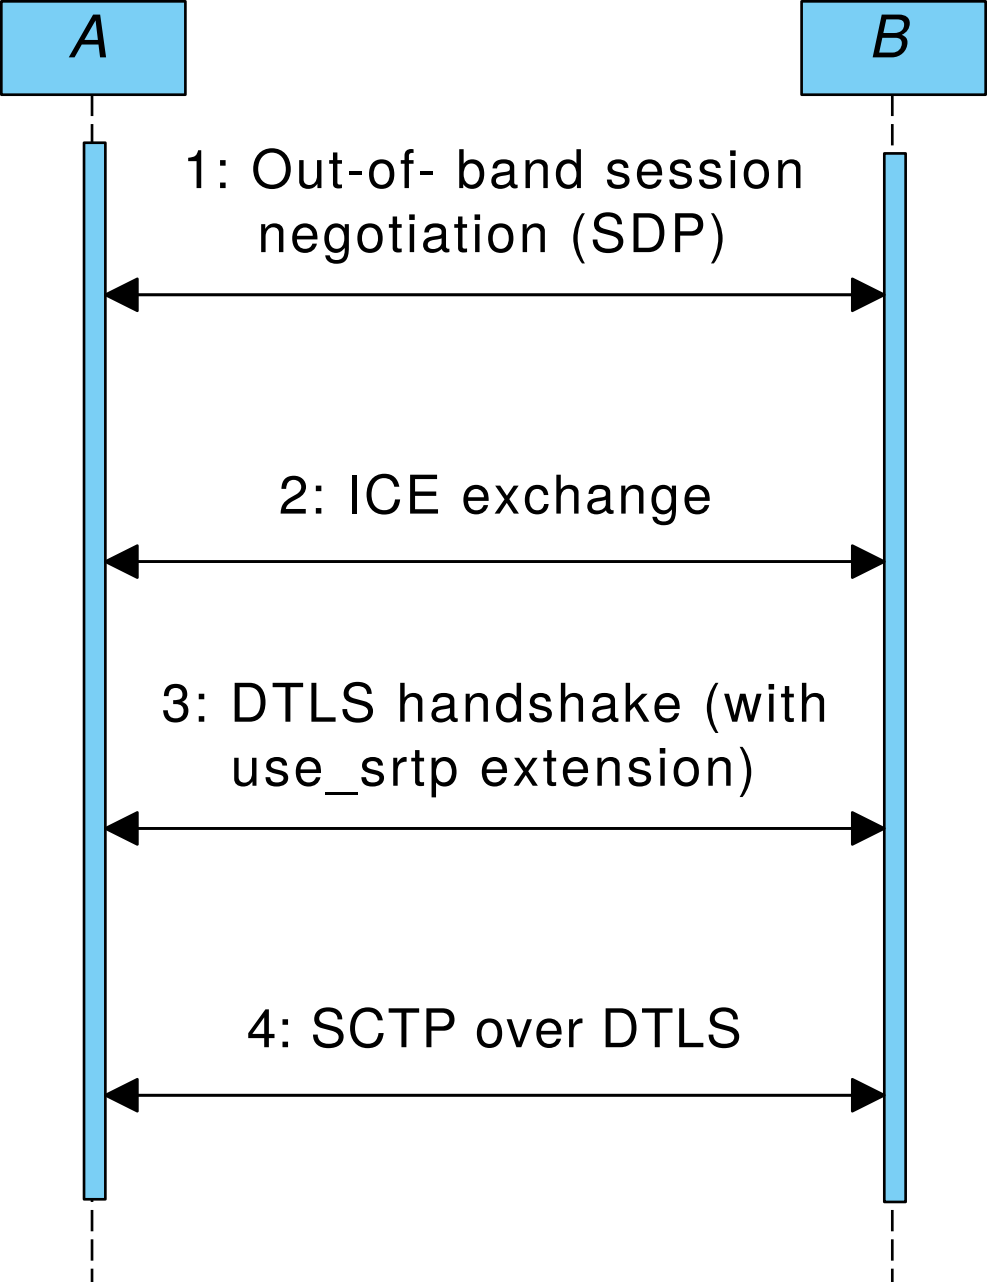 A
B
1: Out-of- band session
negotiation (SDP)
2: ICE exchange
3: DTLS handshake (with
use_srtp extension)
4: SCTP over DTLS